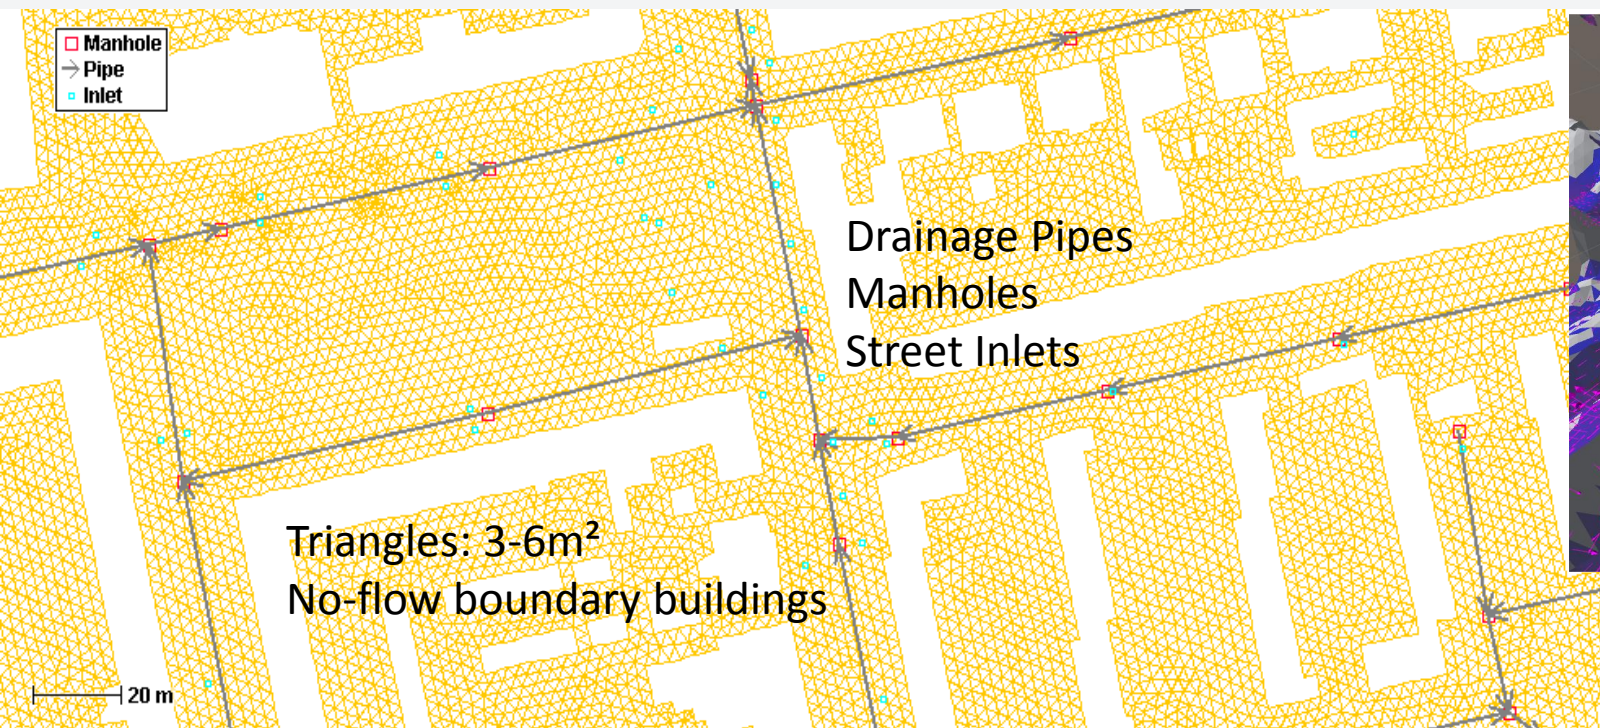 Manhole
Pipe
Inlet
Drainage Pipes
Manholes
Street Inlets
Triangles: 3-6m²
No-flow boundary buildings
20 m